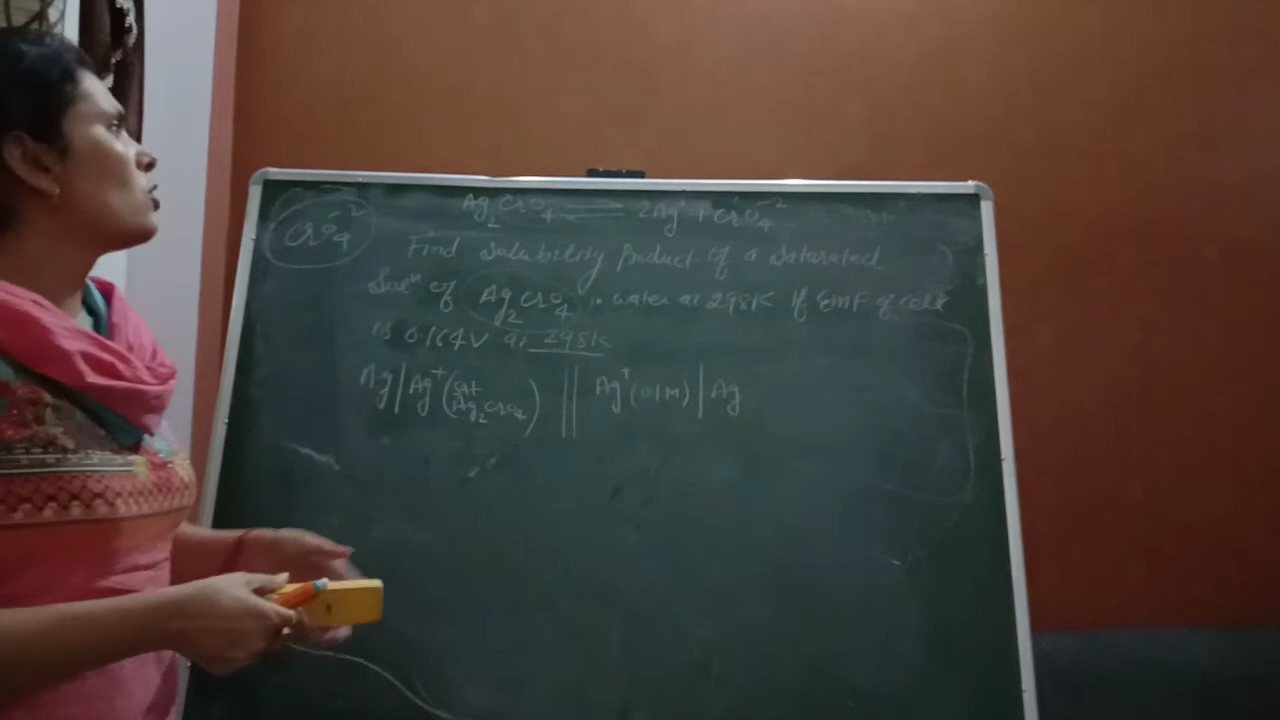 Ag₂CrO₄ ⇌ 2Ag⁺ + CrO₄⁻²
CrO₄⁻²
Find Solubility Product of a Saturated
Solⁿ of Ag₂CrO₄ in water at 298K If EMF of cell
is 0.164V at 298K
Ag|Ag⁺(sat Ag₂CrO₄) || Ag⁺(0.1M)|Ag